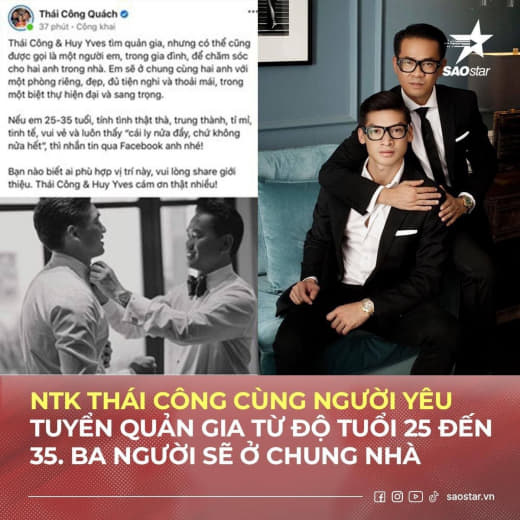 Thái Công Quách
37 phút · Công khai
Thái Công & Huy Yves tìm quản gia, nhưng có thể cũng
được gọi là một người em, trong gia đình, để chăm sóc
cho hai anh trong nhà. Em sẽ ở chung cùng hai anh với
một phòng riêng, đẹp, đủ tiện nghi và thoải mái, trong
một biệt thự hiện đại và sang trọng.
Nếu em 25-35 tuổi, tính tình thật thà, trung thành, tỉ mỉ,
tinh tế, vui vẻ và luôn thấy “cái ly nửa đầy, chứ không
nửa hết”, thì nhắn tin qua Facebook anh nhé!
Bạn nào biết ai phù hợp vị trí này, vui lòng share giới
thiệu. Thái Công & Huy Yves cám ơn thật nhiều!
SAOstar
NTK THÁI CÔNG CÙNG NGƯỜI YÊU
TUYỂN QUẢN GIA TỪ ĐỘ TUỔI 25 ĐẾN
35. BA NGƯỜI SẼ Ở CHUNG NHÀ
saostar.vn